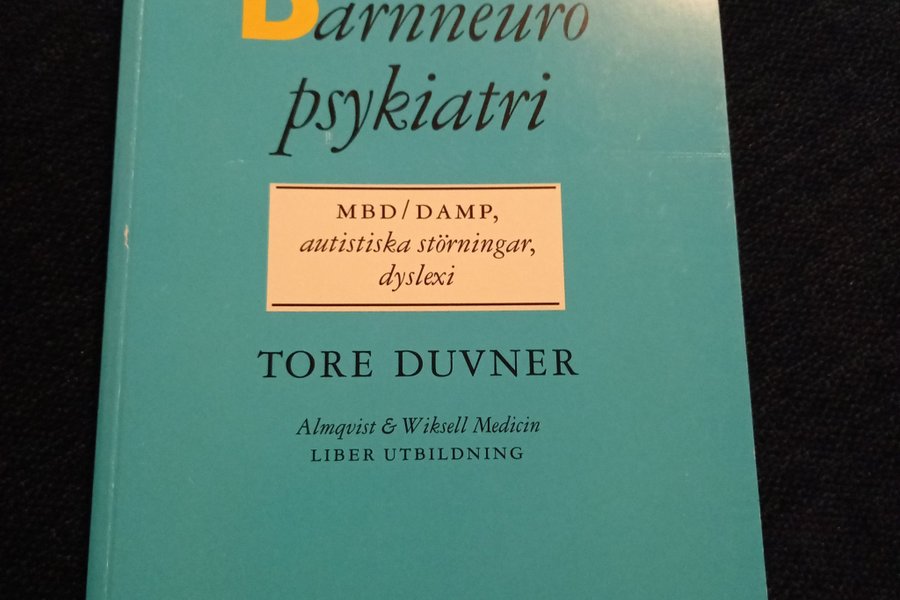 Barnneuro
psykiatri
MBD/DAMP,
autistiska störningar,
dyslexi
TORE DUVNER
Almqvist & Wiksell Medicin
LIBER UTBILDNING